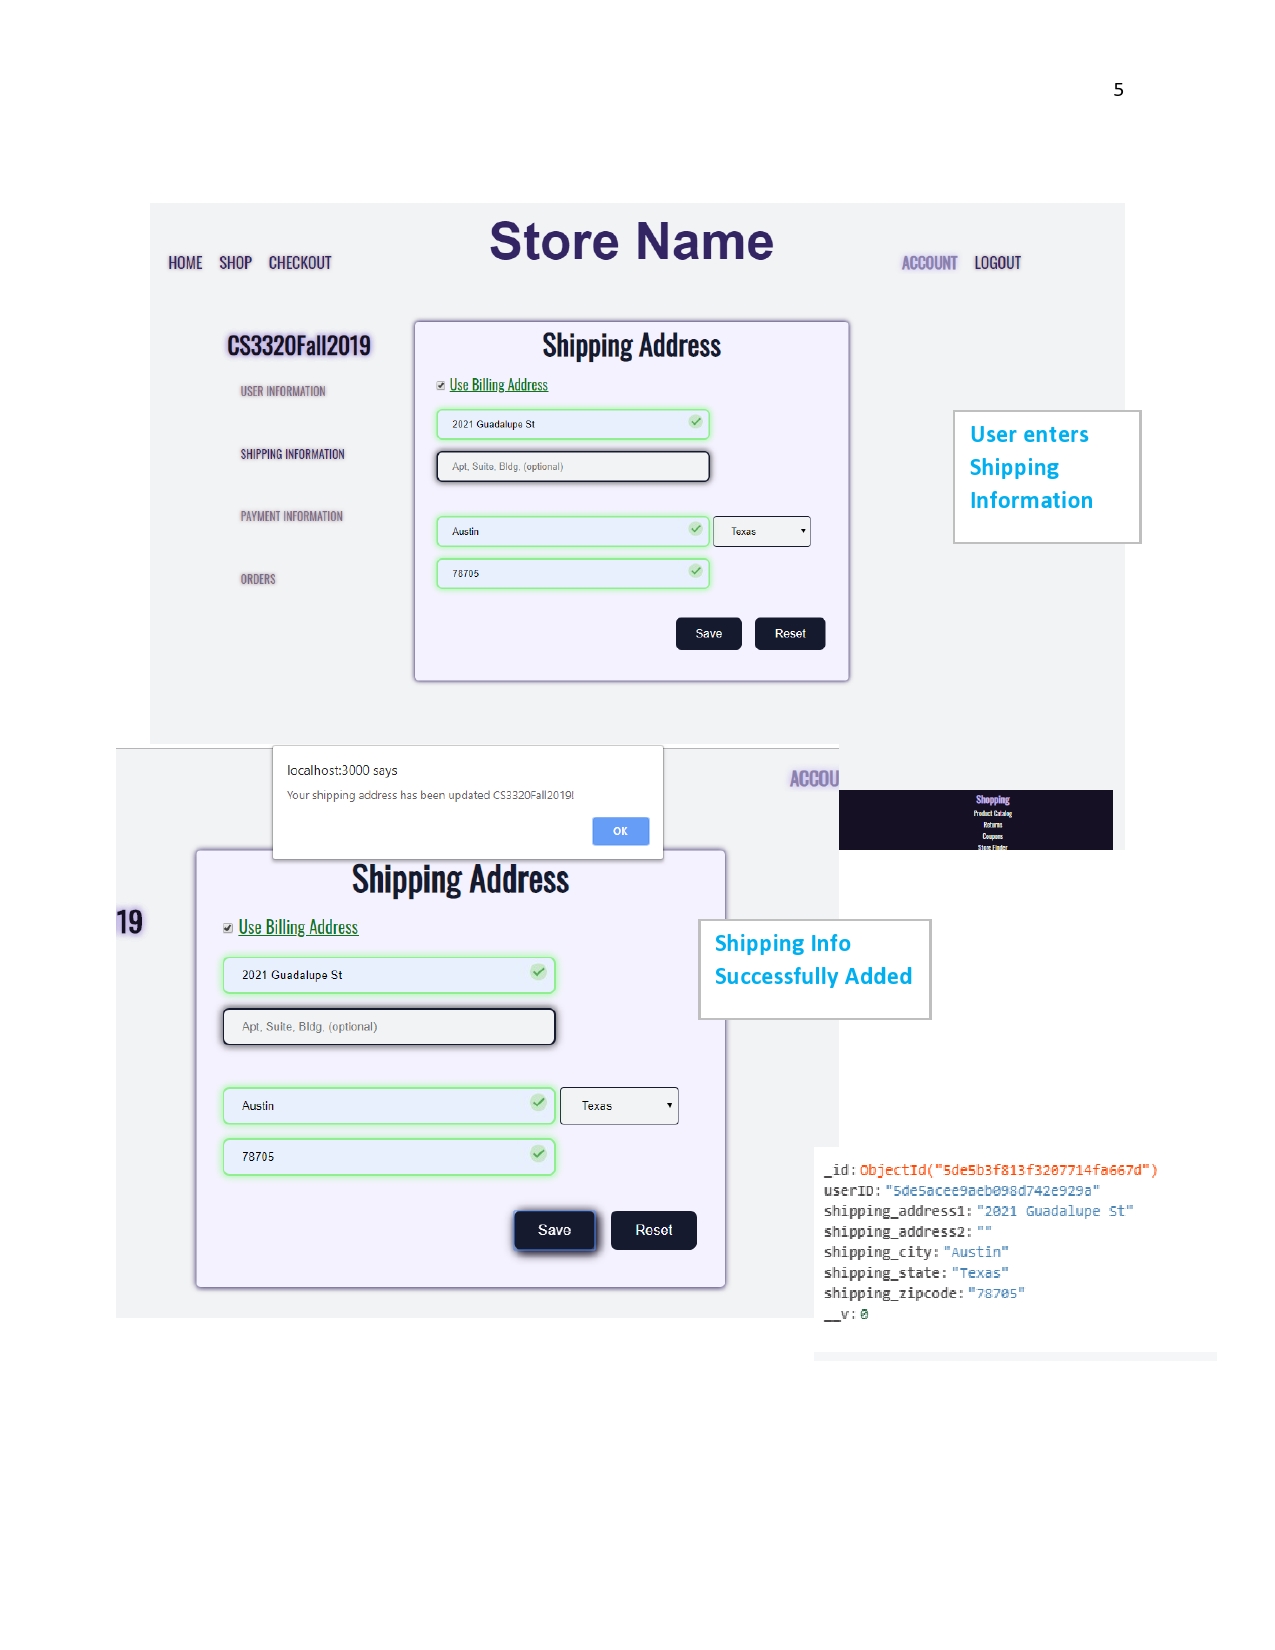 5
Store Name
HOME SHOP CHECKOUT
ACCOUNT LOGOUT
CS3320Fall2019
USER INFORMATION
SHIPPING INFORMATION
PAYMENT INFORMATION
ORDERS
Shipping Address
Use Billing Address
2021 Guadalupe St
Apt, Suite, Bldg. (optional)
Austin
Texas
78705
Save Reset
User enters
Shipping
Information
localhost:3000 says
Your shipping address has been updated CS3320Fall2019!
OK
ACCOU
Shopping
Product Catalog
Returns
Coupons
Store Finder
19
Shipping Address
Use Billing Address
2021 Guadalupe St
Apt, Suite, Bldg. (optional)
Austin
Texas
78705
Save Reset
Shipping Info
Successfully Added
_id: ObjectId("5de5b3f813f3207714fa667d")
userID: "5de5acee9aeb098d742e929a"
shipping_address1: "2021 Guadalupe St"
shipping_address2: ""
shipping_city: "Austin"
shipping_state: "Texas"
shipping_zipcode: "78705"
__v: 0